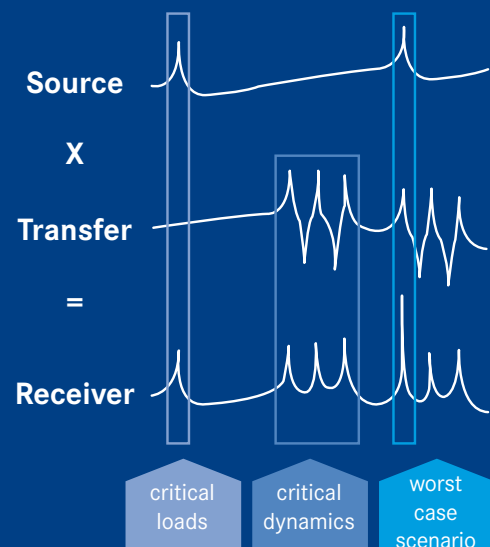 Source
X
Transfer
=
Receiver
critical
loads
critical
dynamics
worst
case
scenario